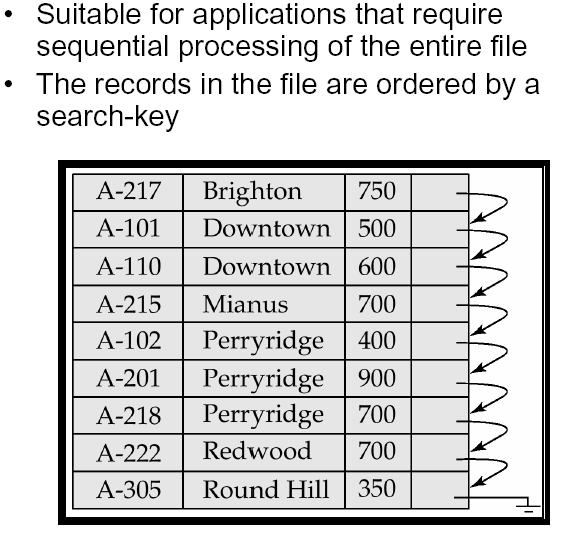 • Suitable for applications that require
sequential processing of the entire file
• The records in the file are ordered by a
search-key
A-217 Brighton 750
A-101 Downtown 500
A-110 Downtown 600
A-215 Mianus 700
A-102 Perryridge 400
A-201 Perryridge 900
A-218 Perryridge 700
A-222 Redwood 700
A-305 Round Hill 350